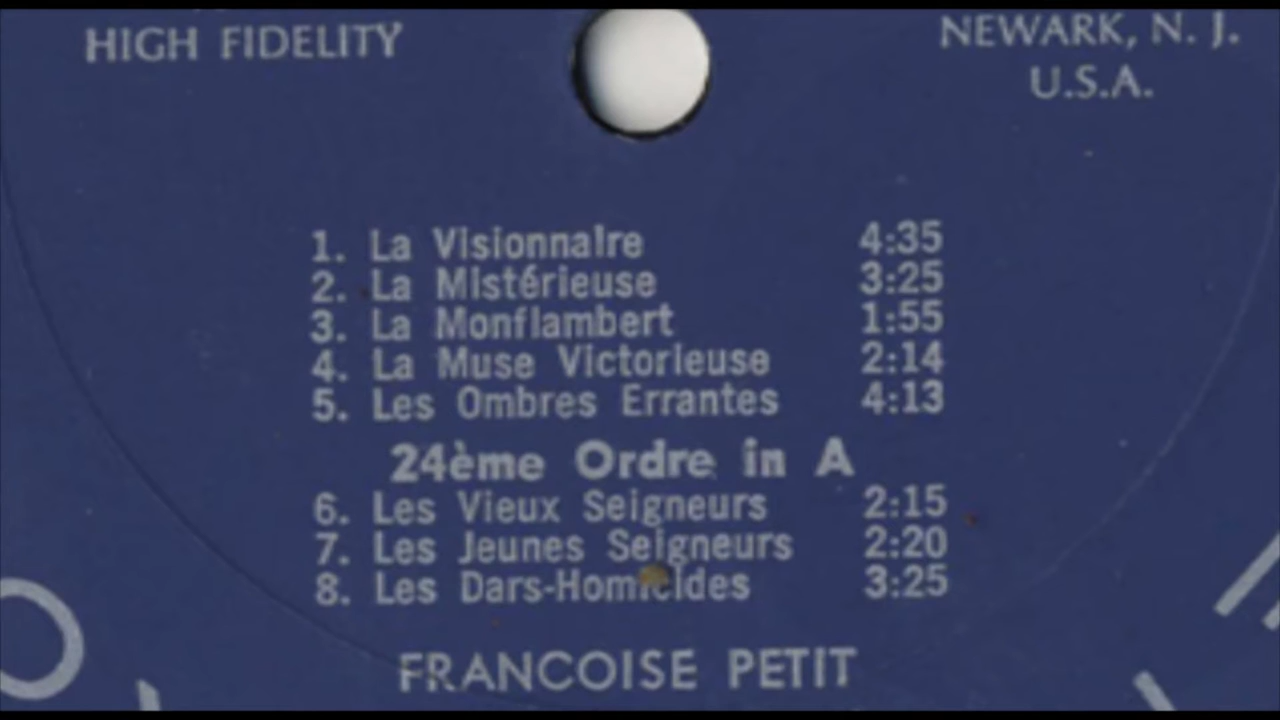 HIGH FIDELITY
NEWARK, N. J.
U.S.A.
1. La Visionnaire 4:35
2. La Mistérieuse 3:25
3. La Monflambert 1:55
4. La Muse Victorieuse 2:14
5. Les Ombres Errantes 4:13
24ème Ordre in A
6. Les Vieux Seigneurs 2:15
7. Les Jeunes Seigneurs 2:20
8. Les Dars-Homicides 3:25
FRANCOISE PETIT